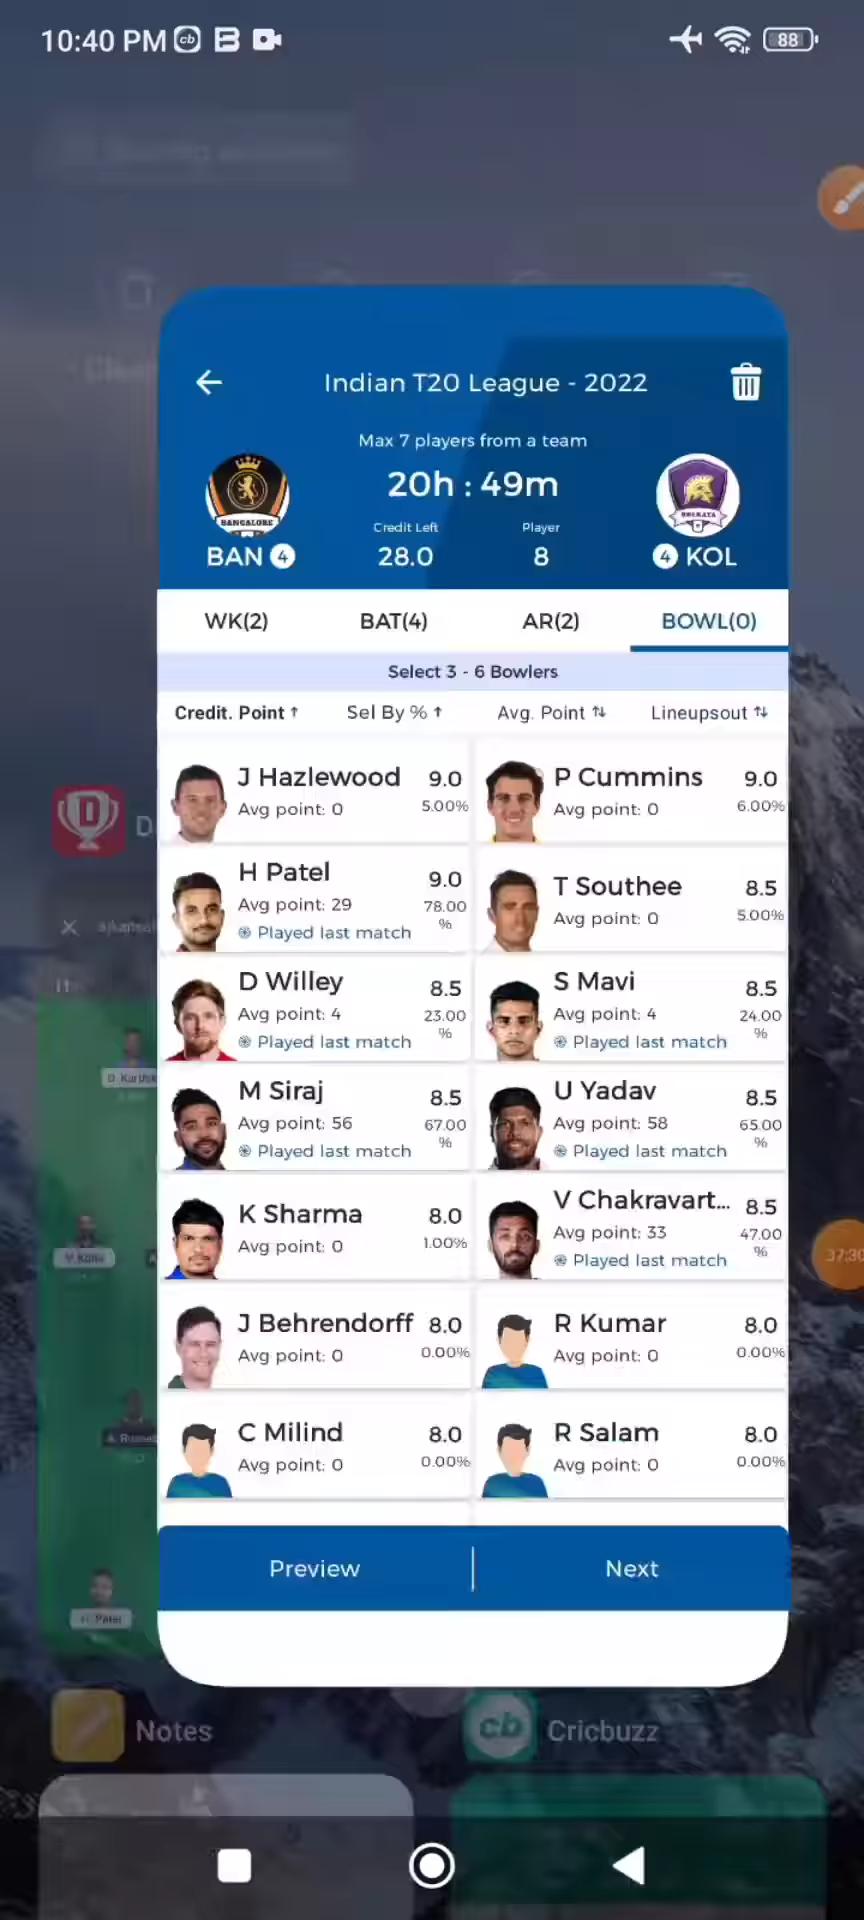 10:40 PM
88
Indian T20 League - 2022
Max 7 players from a team
20h : 49m
BANGALORE
KOLKATA
Credit Left
Player
BAN 4
28.0
8
4 KOL
WK(2)
BAT(4)
AR(2)
BOWL(0)
Select 3 - 6 Bowlers
Credit. Point ↑
Sel By % ↑
Avg. Point ↑↓
Lineupsout ↑↓
J Hazlewood 9.0
Avg point: 0 5.00%
P Cummins 9.0
Avg point: 0 6.00%
H Patel 9.0
Avg point: 29 78.00 %
Played last match
T Southee 8.5
Avg point: 0 5.00%
D Willey 8.5
Avg point: 4 23.00 %
Played last match
S Mavi 8.5
Avg point: 4 24.00 %
Played last match
M Siraj 8.5
Avg point: 56 67.00 %
Played last match
U Yadav 8.5
Avg point: 58 65.00 %
Played last match
K Sharma 8.0
Avg point: 0 1.00%
V Chakravart... 8.5
Avg point: 33 47.00 %
Played last match
J Behrendorff 8.0
Avg point: 0 0.00%
R Kumar 8.0
Avg point: 0 0.00%
C Milind 8.0
Avg point: 0 0.00%
R Salam 8.0
Avg point: 0 0.00%
Preview
Next
D
V. Kohli
H. Patel
37:30
Notes
cb
Cricbuzz